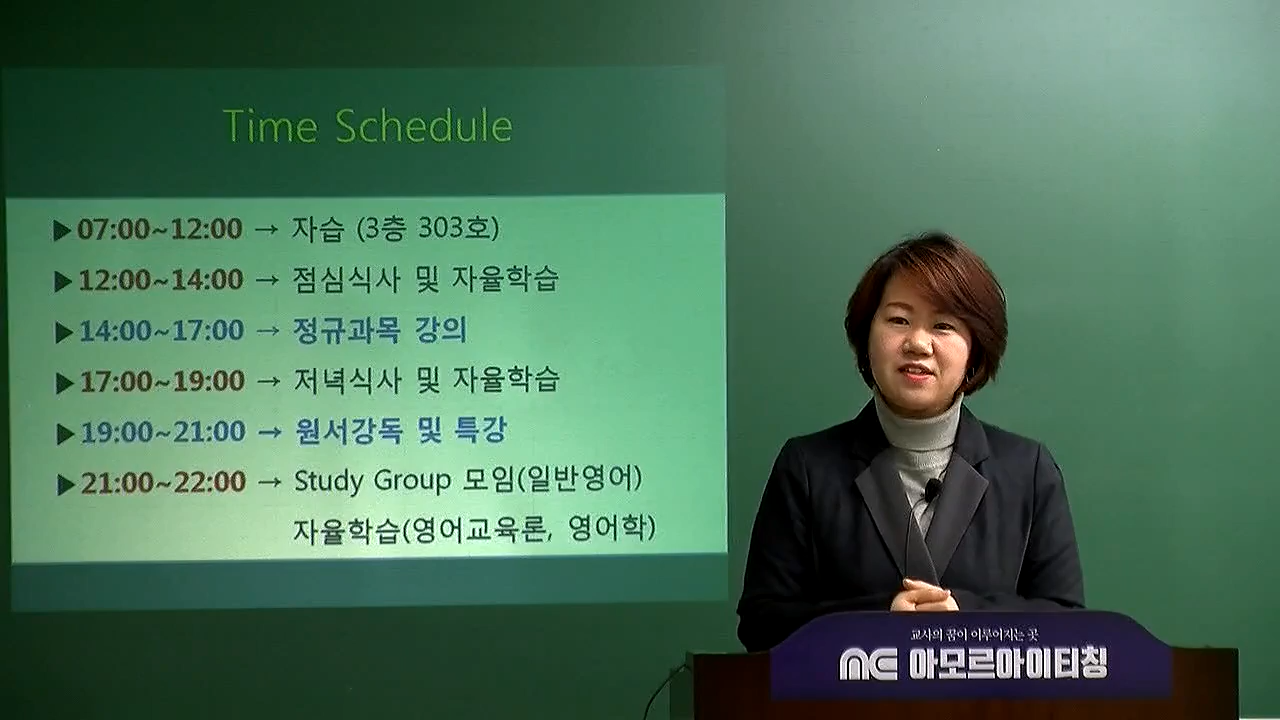 Time Schedule
▶07:00~12:00 → 자습 (3층 303호)
▶12:00~14:00 → 점심식사 및 자율학습
▶14:00~17:00 → 정규과목 강의
▶17:00~19:00 → 저녁식사 및 자율학습
▶19:00~21:00 → 원서강독 및 특강
▶21:00~22:00 → Study Group 모임(일반영어)
자율학습(영어교육론, 영어학)
교사의 꿈이 이루어지는 곳
아모르아이티칭